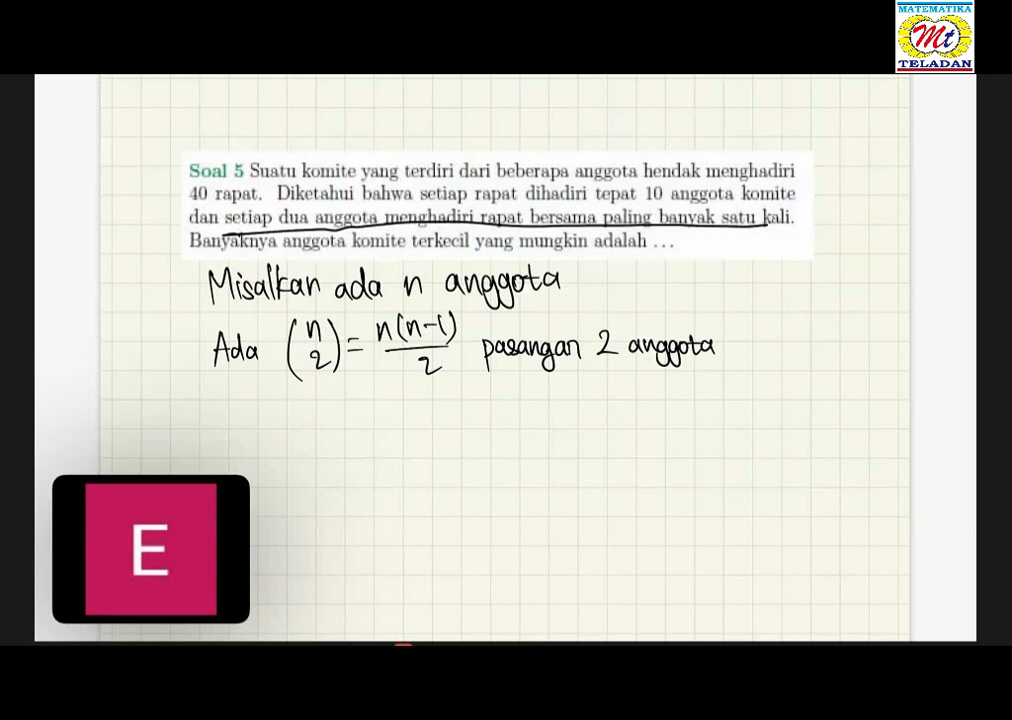 MATEMATIKA
Mt
TELADAN
Soal 5 Suatu komite yang terdiri dari beberapa anggota hendak menghadiri
40 rapat. Diketahui bahwa setiap rapat dihadiri tepat 10 anggota komite
dan setiap dua anggota menghadiri rapat bersama paling banyak satu kali.
Banyaknya anggota komite terkecil yang mungkin adalah ...
Misalkan ada n anggota
Ada (n 2) = n(n-1)/2 pasangan 2 anggota
E